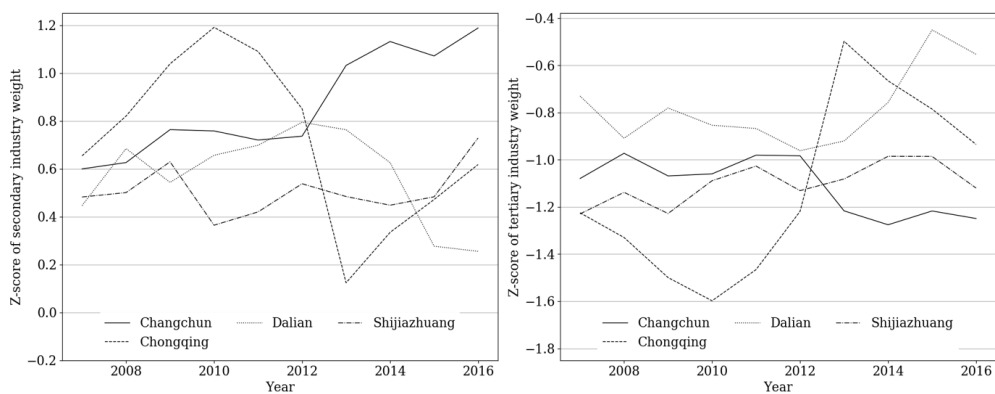 1.2
1.0
0.8
0.6
0.4
0.2
0.0
−0.2
Z-score of secondary industry weight
Changchun
Dalian
Shijiazhuang
Chongqing
2008 2010 2012 2014 2016
Year
−0.4
−0.6
−0.8
−1.0
−1.2
−1.4
−1.6
−1.8
Z-score of tertiary industry weight
Changchun
Dalian
Shijiazhuang
Chongqing
2008 2010 2012 2014 2016
Year